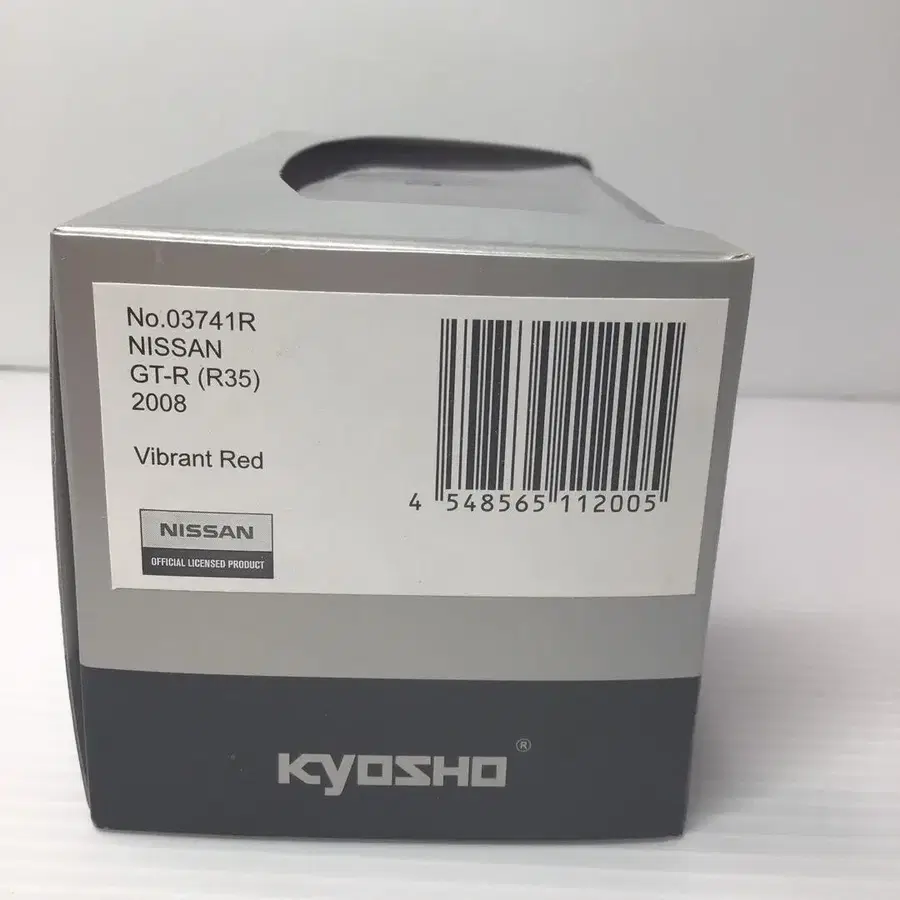 No.03741R
NISSAN
GT-R (R35)
2008
Vibrant Red
NISSAN
OFFICIAL LICENSED PRODUCT
4 548565 112005
KYOSHO ®